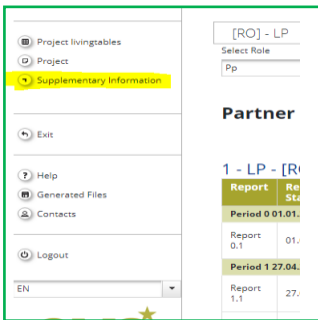 Project livingtables
Project
Supplementary Information
Exit
Help
Generated Files
Contacts
Logout
EN
[RO] - LP
Select Role
Pp
Partner
1 - LP - [R
Report
Period 0 01.01.
Report
0.1
01.
Period 1 27.04.
Report
1.1
27.